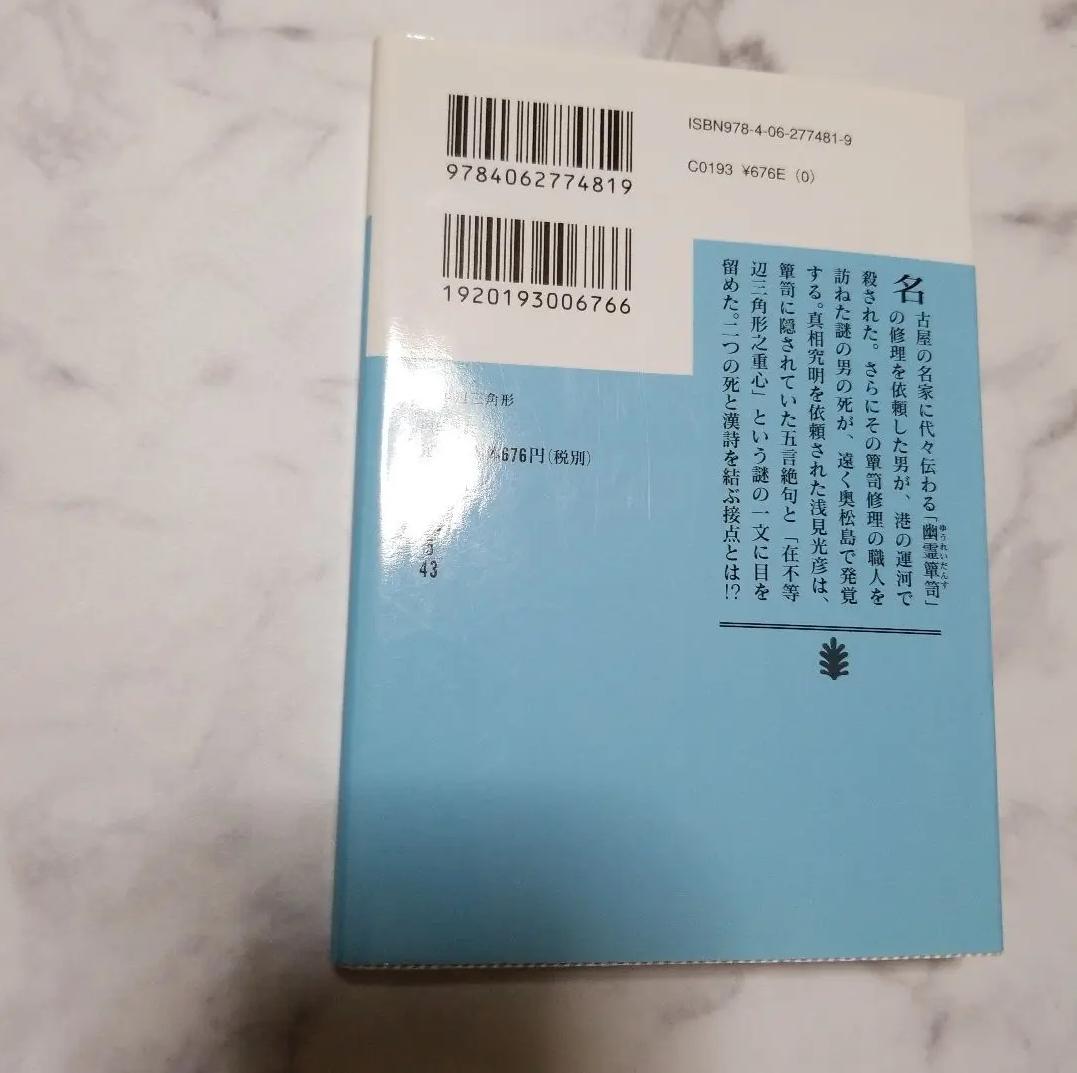 9784062774819
ISBN978-4-06-277481-9
C0193 ¥676E (0)
1920193006766
名古屋の名家に代々伝わる「幽霊簞笥」
ゆうれいだんす
の修理を依頼した男が、港の運河で
殺された。さらにその簞笥修理の職人を
訪ねた謎の男の死が、遠く奥松島で発覚
する。真相究明を依頼された浅見光彦は、
簞笥に隠されていた五言絶句と「在不等
辺三角形之重心」という謎の一文に目を
留めた。二つの死と漢詩を結ぶ接点とは!?
辺三角形
676円(税別)
43